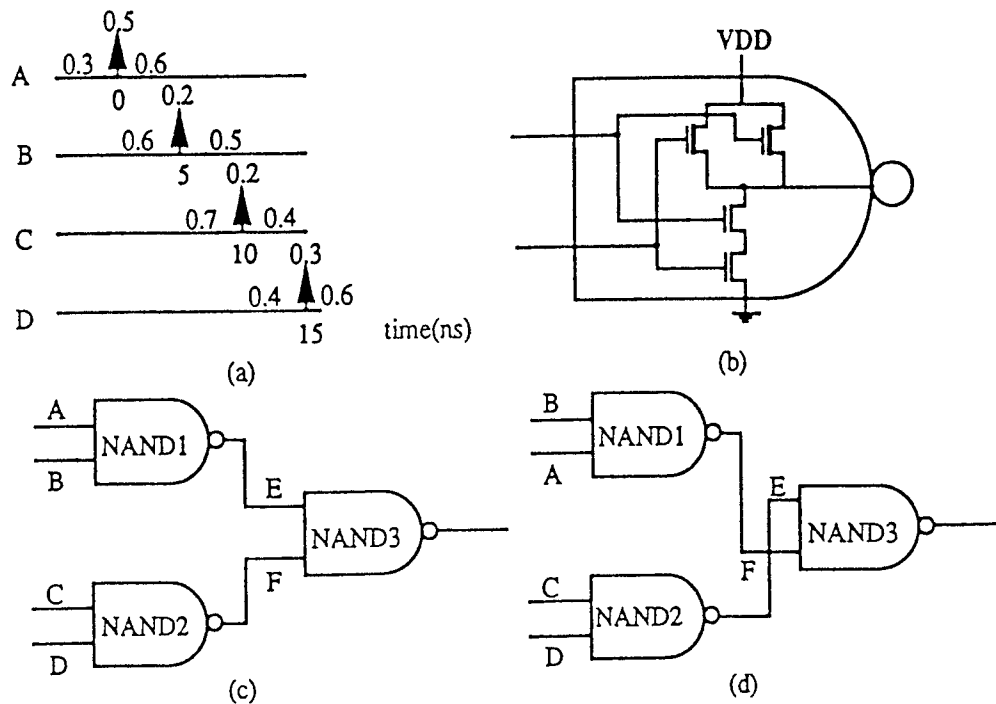 0.5
A 0.3 0.6
0 0.2
B 0.6 0.5
5 0.2
C 0.7 0.4
10 0.3
D 0.4 0.6
15 time(ns)
(a)
VDD
(b)
A
B
NAND1
E
NAND3
F
C
D
NAND2
(c)
B
A
NAND1
E
NAND3
F
C
D
NAND2
(d)